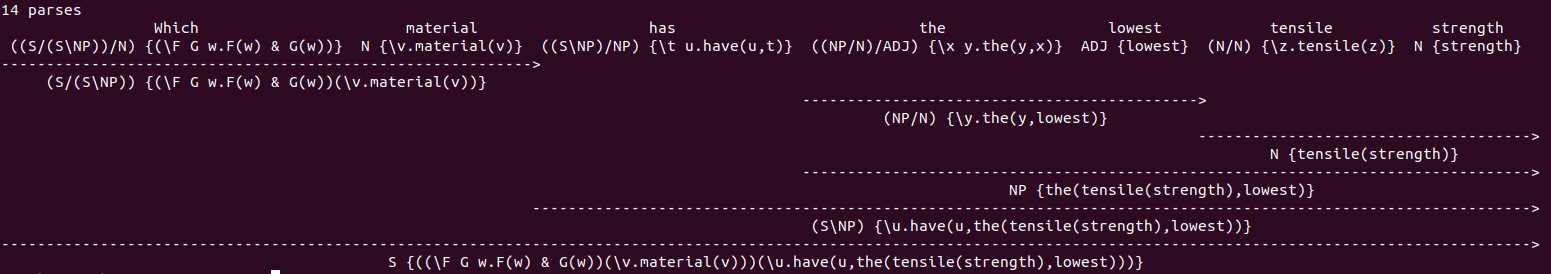 14 parses
Which material has the lowest tensile strength
((S/(S\NP))/N) {(\F G w.F(w) & G(w))} N {\v.material(v)} ((S\NP)/NP) {\t u.have(u,t)} ((NP/N)/ADJ) {\x y.the(y,x)} ADJ {lowest} (N/N) {\z.tensile(z)} N {strength}
------------------------------------------------------------->
(S/(S\NP)) {(\F G w.F(w) & G(w))(\v.material(v))}
--------------------------------------------->
(NP/N) {\y.the(y,lowest)}
-------------------------------------->
N {tensile(strength)}
------------------------------------------------------------------------------------>
NP {the(tensile(strength),lowest)}
------------------------------------------------------------------------------------------------------------------->
(S\NP) {\u.have(u,the(tensile(strength),lowest))}
-------------------------------------------------------------------------------------------------------------------------------------------------------------------------------->
S {((\F G w.F(w) & G(w))(\v.material(v)))(\u.have(u,the(tensile(strength),lowest)))}